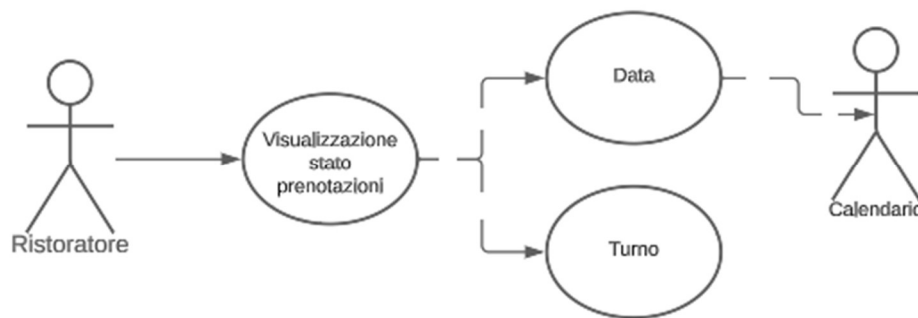 Ristoratore
Visualizzazione
stato
prenotazioni
Data
Turno
Calendario